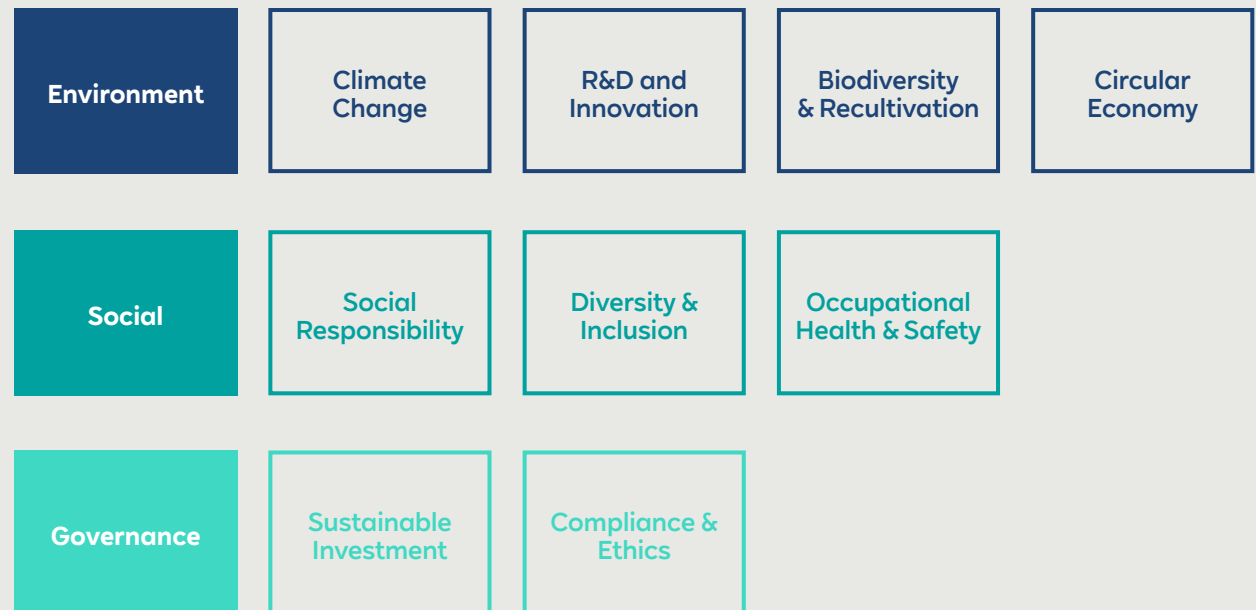 Environment
Climate
Change
R&D and
Innovation
Biodiversity
& Recultivation
Circular
Economy
Social
Social
Responsibility
Diversity &
Inclusion
Occupational
Health & Safety
Governance
Sustainable
Investment
Compliance &
Ethics